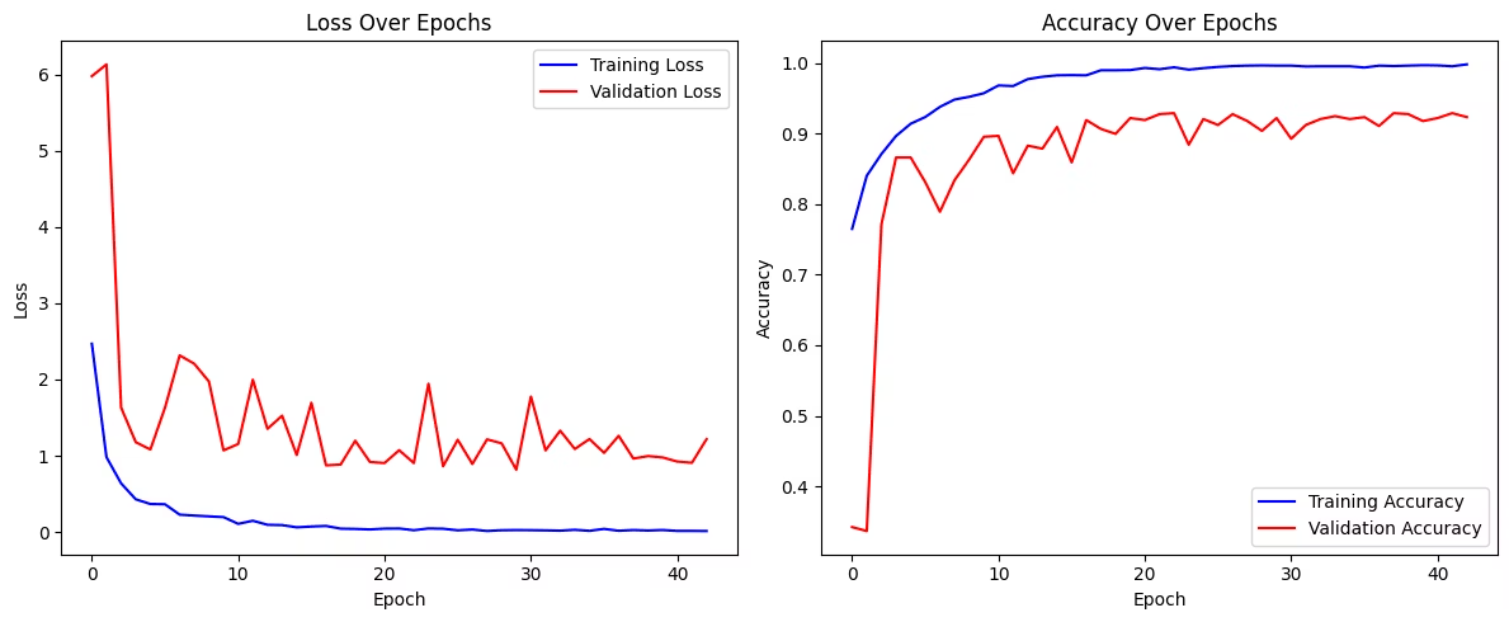 Loss Over Epochs
Training Loss
Validation Loss
6
5
4
3
2
1
0
Loss
0 10 20 30 40
Epoch
Accuracy Over Epochs
1.0
0.9
0.8
0.7
0.6
0.5
0.4
Accuracy
Training Accuracy
Validation Accuracy
0 10 20 30 40
Epoch